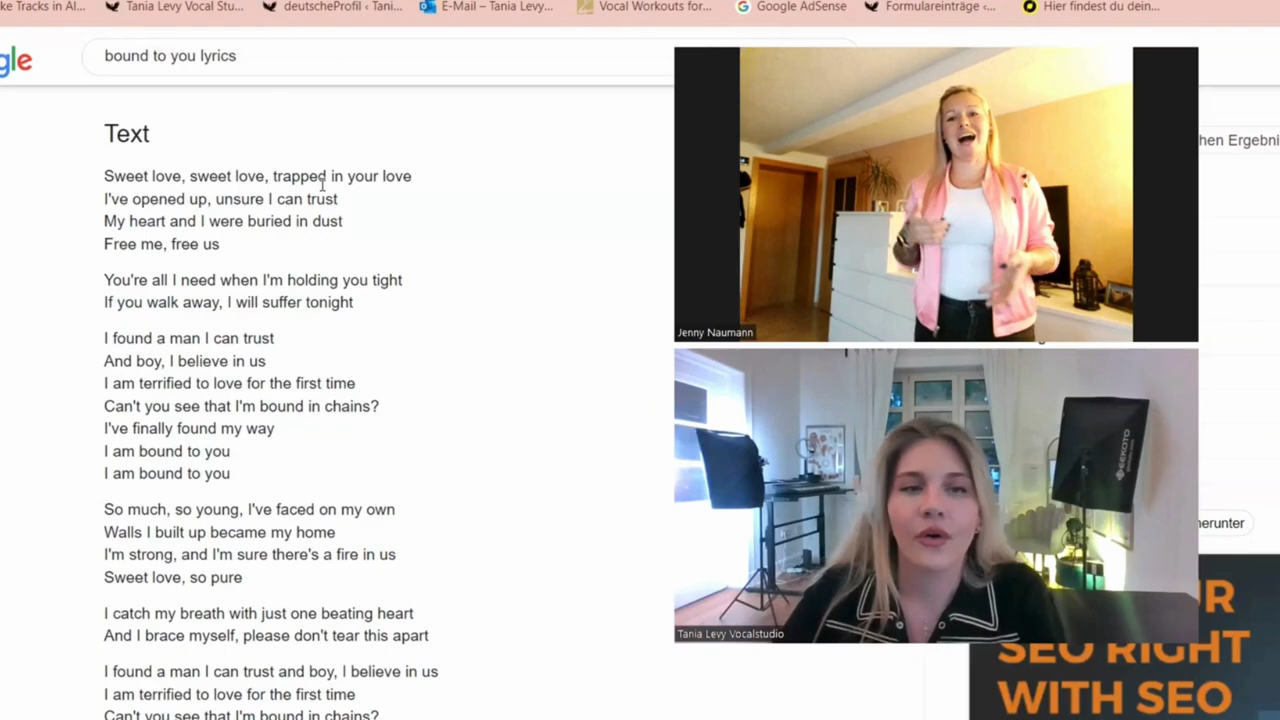 ke Tracks in Al... Tania Levy Vocal Stu... deutscheProfil ‹ Tani... E-Mail – Tania Levy... Vocal Workouts for... Google AdSense Formulareinträge ‹... Hier findest du dein...
gle bound to you lyrics
hen Ergebni
Text
Sweet love, sweet love, trapped in your love
I've opened up, unsure I can trust
My heart and I were buried in dust
Free me, free us
You're all I need when I'm holding you tight
If you walk away, I will suffer tonight
I found a man I can trust
And boy, I believe in us
I am terrified to love for the first time
Can't you see that I'm bound in chains?
I've finally found my way
I am bound to you
I am bound to you
So much, so young, I've faced on my own
Walls I built up became my home
I'm strong, and I'm sure there's a fire in us
Sweet love, so pure
I catch my breath with just one beating heart
And I brace myself, please don't tear this apart
I found a man I can trust and boy, I believe in us
I am terrified to love for the first time
Can't you see that I'm bound in chains?
Jenny Naumann
GEEKOTO
Tania Levy Vocalstudio
herunter
UR
SEO RIGHT
WITH SEO